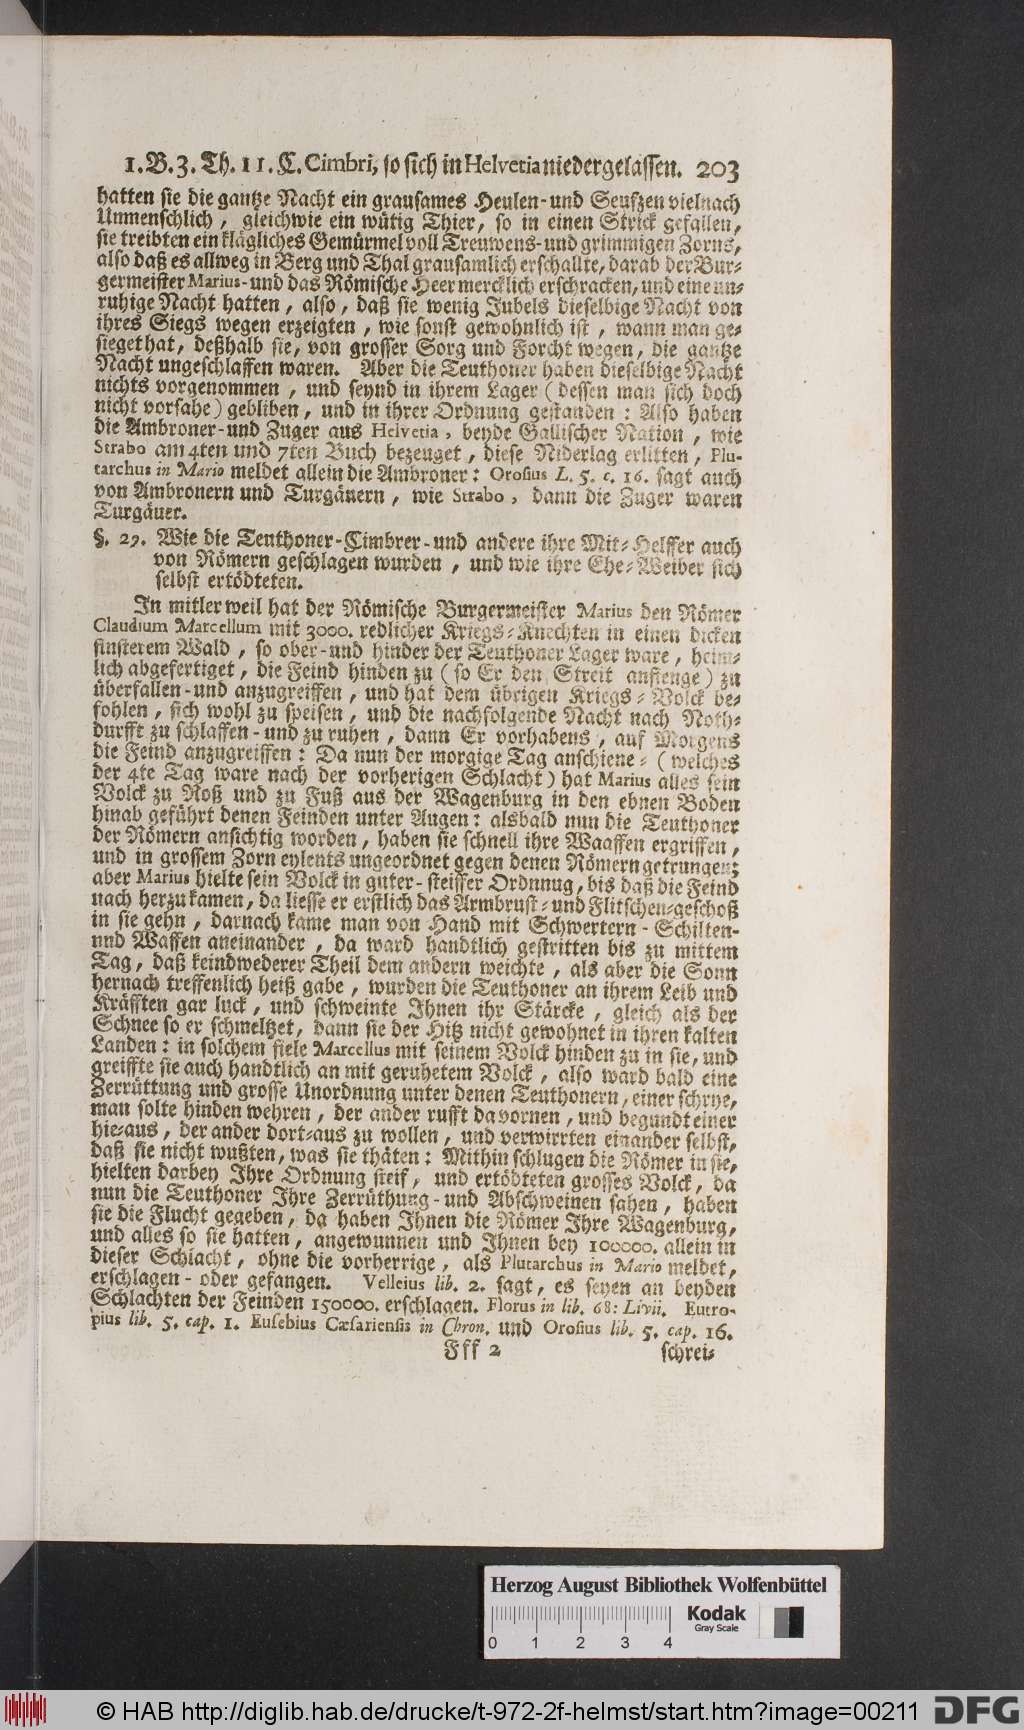 1. B. 3. Th. 11. C. Cimbri, so sich in Helvetia niedergelassen. 203
hatten sie die gantze Nacht ein grausames Heulen- und Seufzen vielnach
Unmenschlich, gleichwie ein wütig Thier, so in einen Strick gefallen,
sie treibten ein klägliches Gemürmel voll Treuwens- und grimmigen Zorns,
also daß es allweg in Berg und Thal grausamlich erschallte, darab der Bur-
germeister Marius- und das Römische Heer mercklich erschracken, und eine un-
ruhige Nacht hatten, also, daß sie wenig Jubels dieselbige Nacht von
ihres Siegs wegen erzeigten, wie sonst gewohnlich ist, wann man ge-
sieget hat, deßhalb sie, von grosser Sorg und Forcht wegen, die gantze
Nacht ungeschlaffen waren. Aber die Teuthoner haben dieselbige Nacht
nichts vorgenommen, und seynd in ihrem Lager (dessen man sich doch
nicht vorsahe) gebliben, und in ihrer Ordnung gestanden: Also haben
die Ambroner- und Zuger aus Helvetia, beyde Gallischer Nation, wie
Strabo am 4ten und 7ten Buch bezeuget, diese Niderlag erlitten, Plu-
tarchus in Mario meldet allein die Ambroner: Orosius L. 5. c. 16. sagt auch
von Ambronern und Turgäuern, wie Strabo, dann die Zuger waren
Turgäuer.
§. 29. Wie die Teuthoner-Cimbrer- und andere ihre Mit-Helffer auch
von Römern geschlagen wurden, und wie ihre Ehe-Weiber sich
selbst ertödteten.
In mitlerweil hat der Römische Burgermeister Marius den Römer
Claudium Marcellum mit 3000. redlicher Kriegs-Knechten in einen dicken
finsterem Wald, so ober- und hinder der Teuthoner Lager ware, heim-
lich abgefertiget, die Feind hinden zu (so Er den Streit anfienge) zu
überfallen- und anzugreiffen, und hat dem übrigen Kriegs-Volck be-
fohlen, sich wohl zu speisen, und die nachfolgende Nacht nach Noth-
durfft zu schlaffen- und zu ruhen, dann Er vorhabens, auf Morgens
die Feind anzugreiffen: Da nun der morgige Tag anschiene- (welches
der 4te Tag ware nach der vorherigen Schlacht) hat Marius alles sein
Volck zu Roß und zu Fuß aus der Wagenburg in den ebnen Boden
hinab geführt denen Feinden unter Augen: alsbald nun die Teuthoner
der Römern ansichtig worden, haben sie schnell ihre Waaffen ergriffen,
und in grossem Zorn eylents ungeordnet gegen denen Römern getrungen;
aber Marius hielte sein Volck in guter- steiffer Ordnnug, bis daß die Feind
nach herzu kamen, da liesse er erstlich das Armbrust- und Flitschen-geschoß
in sie gehn, darnach kame man von Hand mit Schwertern- Schilten-
und Waffen aneinander, da ward handtlich gestritten bis zu mittem
Tag, daß keindwederer Theil dem andern weichte, als aber die Sonn
hernach treffenlich heiß gabe, wurden die Teuthoner an ihrem Leib und
Kräfften gar luck, und schweinte Ihnen ihr Stärcke, gleich als der
Schnee so er schmeltzet, dann sie der Hitz nicht gewohnet in ihren kalten
Landen: in solchem fiele Marcellus mit seinem Volck hinden zu in sie, und
greiffte sie auch handtlich an mit geruhetem Volck, also ward bald eine
Zerrüttung und grosse Unordnung unter denen Teuthonern, einer schrye,
man solte hinden wehren, der ander rufft da vornen, und begundt einer
hie-aus, der ander dort-aus zu wollen, und verwirrten einander selbst,
daß sie nicht wußten, was sie thäten: Mithin schlugen die Römer in sie,
hielten darbey Ihre Ordnung steif, und ertödteten grosses Volck, da
nun die Teuthoner Ihre Zerrüthung- und Abschweinen sahen, haben
sie die Flucht gegeben, da haben Ihnen die Römer Ihre Wagenburg,
und alles so sie hatten, angewunnen und Ihnen bey 100000. allein in
dieser Schlacht, ohne die vorherrige, als Plutarchus in Mario meldet,
erschlagen- oder gefangen. Velleius lib. 2. sagt, es seyen an beyden
Schlachten der Feinden 150000. erschlagen. Florus in lib. 68: Livii. Eutro-
pius lib. 5. cap. 1. Eusebius Cæsariensis in Chron. und Orosius lib. 5. cap. 16.
Fff 2 schrei-
Herzog August Bibliothek Wolfenbüttel
Kodak
Gray Scale
0 1 2 3 4
© HAB http://diglib.hab.de/drucke/t-972-2f-helmst/start.htm?image=00211
DFG